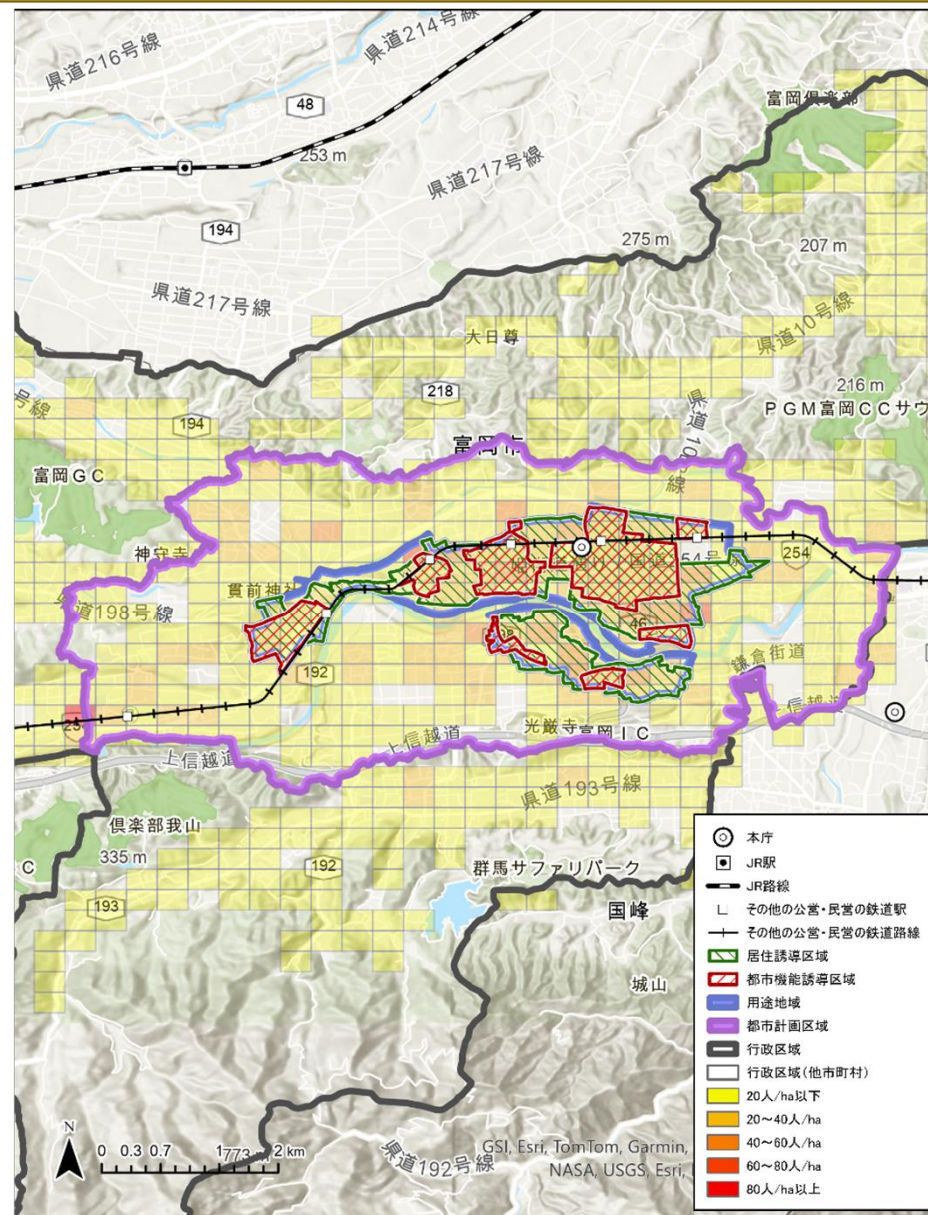 県道216号線
県道214号線
48
富岡倶楽部
253 m
県道217号線
194
275 m
207 m
県道217号線
県道10号線
大日尊
218
216 m
号線
194
PGM富岡CCサウ
富岡市
富岡GC
神守寺
254
貫前神社
県道198号線
192
鎌倉街道
光厳寺
富岡IC
上信越道
上信越道
上信越道
県道193号線
倶楽部我山
335 m
C
192
群馬サファリパーク
193
国峰
城山
本庁
JR駅
JR路線
その他の公営・民営の鉄道駅
その他の公営・民営の鉄道路線
居住誘導区域
都市機能誘導区域
用途地域
都市計画区域
行政区域
行政区域(他市町村)
20人/ha以下
20～40人/ha
40～60人/ha
60～80人/ha
80人/ha以上
N
0 0.3 0.7
2 km
県道192号線
GSI, Esri, TomTom, Garmin,
NASA, USGS, Esri,